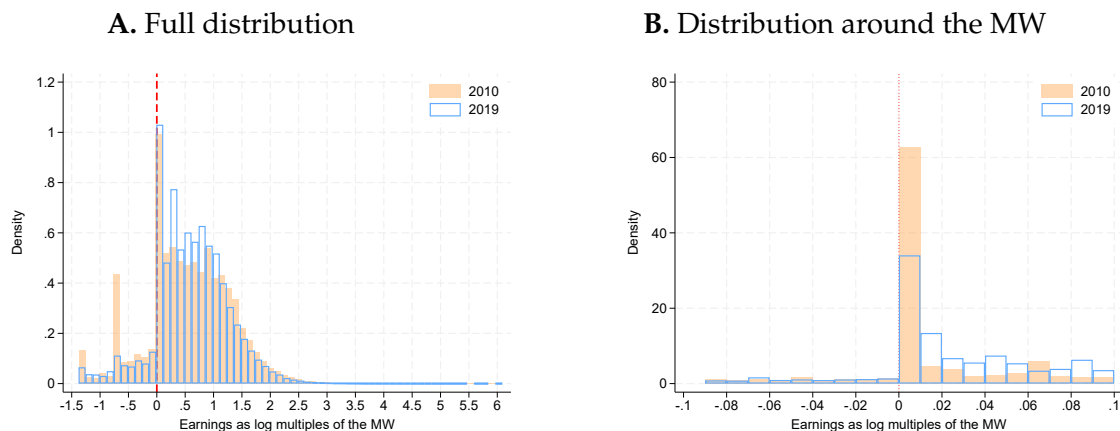 A. Full distribution
1.2
1
.8
.6
.4
.2
0
Density
-1.5 -1 -.5 0 .5 1 1.5 2 2.5 3 3.5 4 4.5 5 5.5 6
Earnings as log multiples of the MW
2010
2019
B. Distribution around the MW
80
60
40
20
0
Density
-.1 -.08 -.06 -.04 -.02 0 .02 .04 .06 .08 .1
Earnings as log multiples of the MW
2010
2019